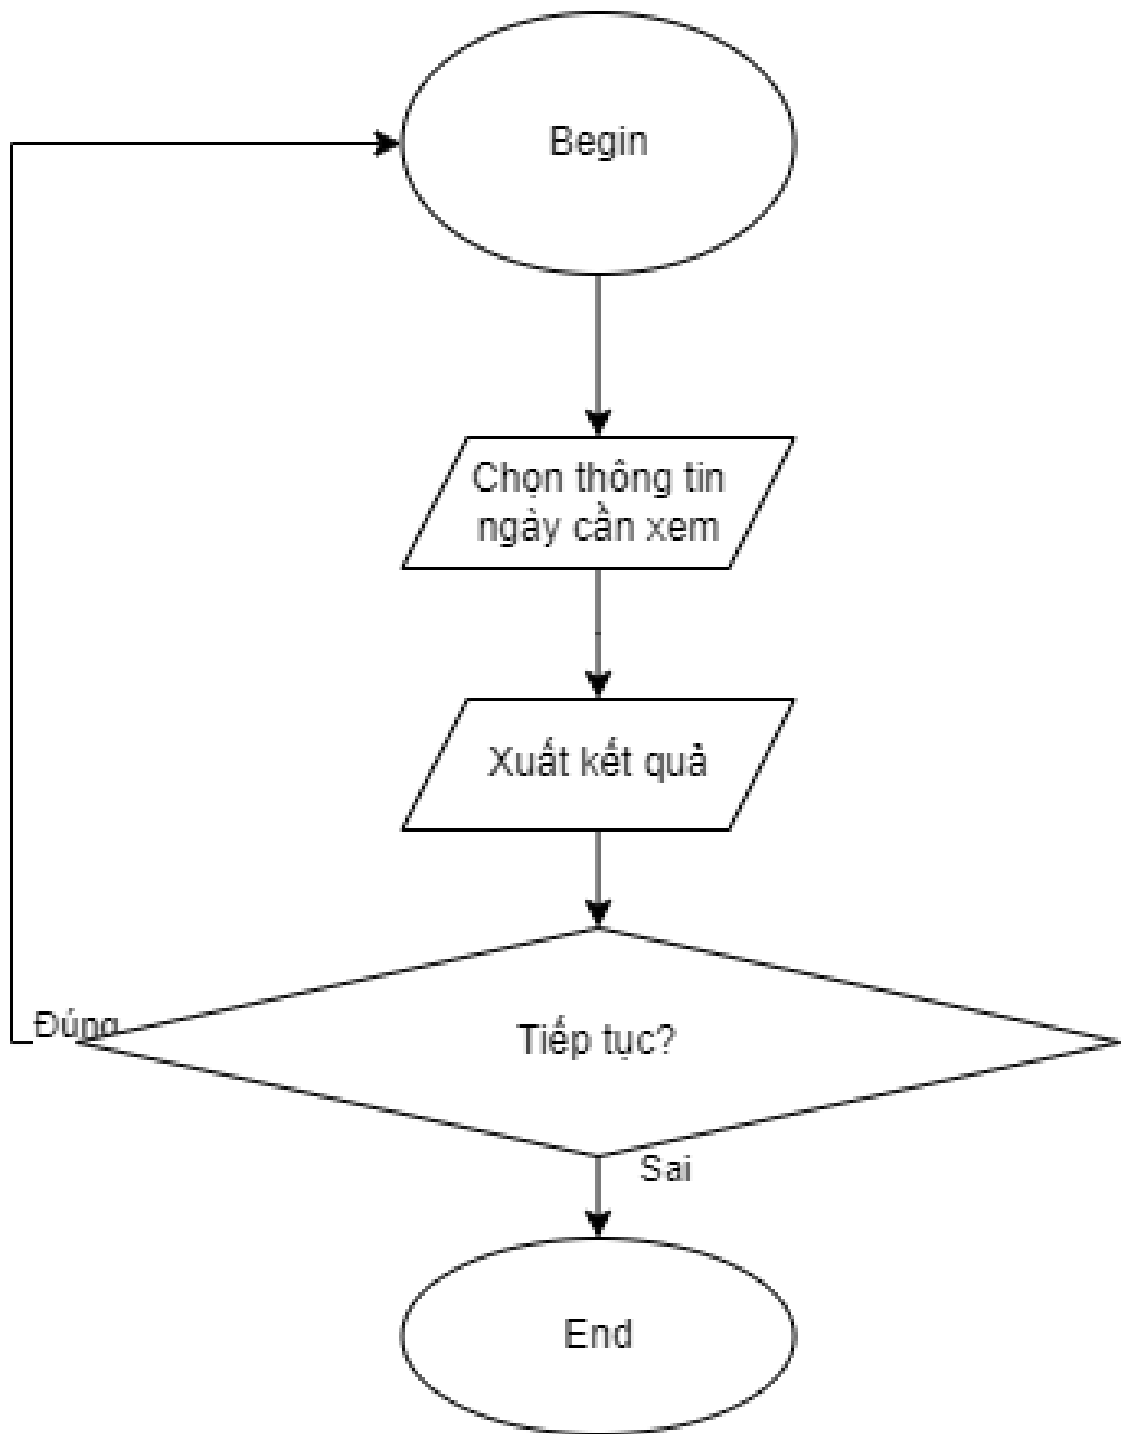 Begin
Chọn thông tin
ngày cần xem
Xuất kết quả
Đúng
Tiếp tục?
Sai
End